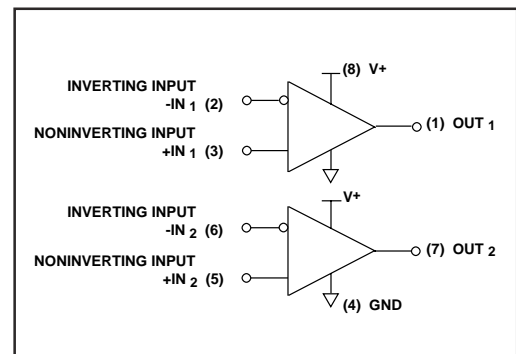 (8) V+
INVERTING INPUT
-IN 1 (2)
(1) OUT 1
NONINVERTING INPUT
+IN 1 (3)
V+
INVERTING INPUT
-IN 2 (6)
(7) OUT 2
NONINVERTING INPUT
+IN 2 (5)
(4) GND